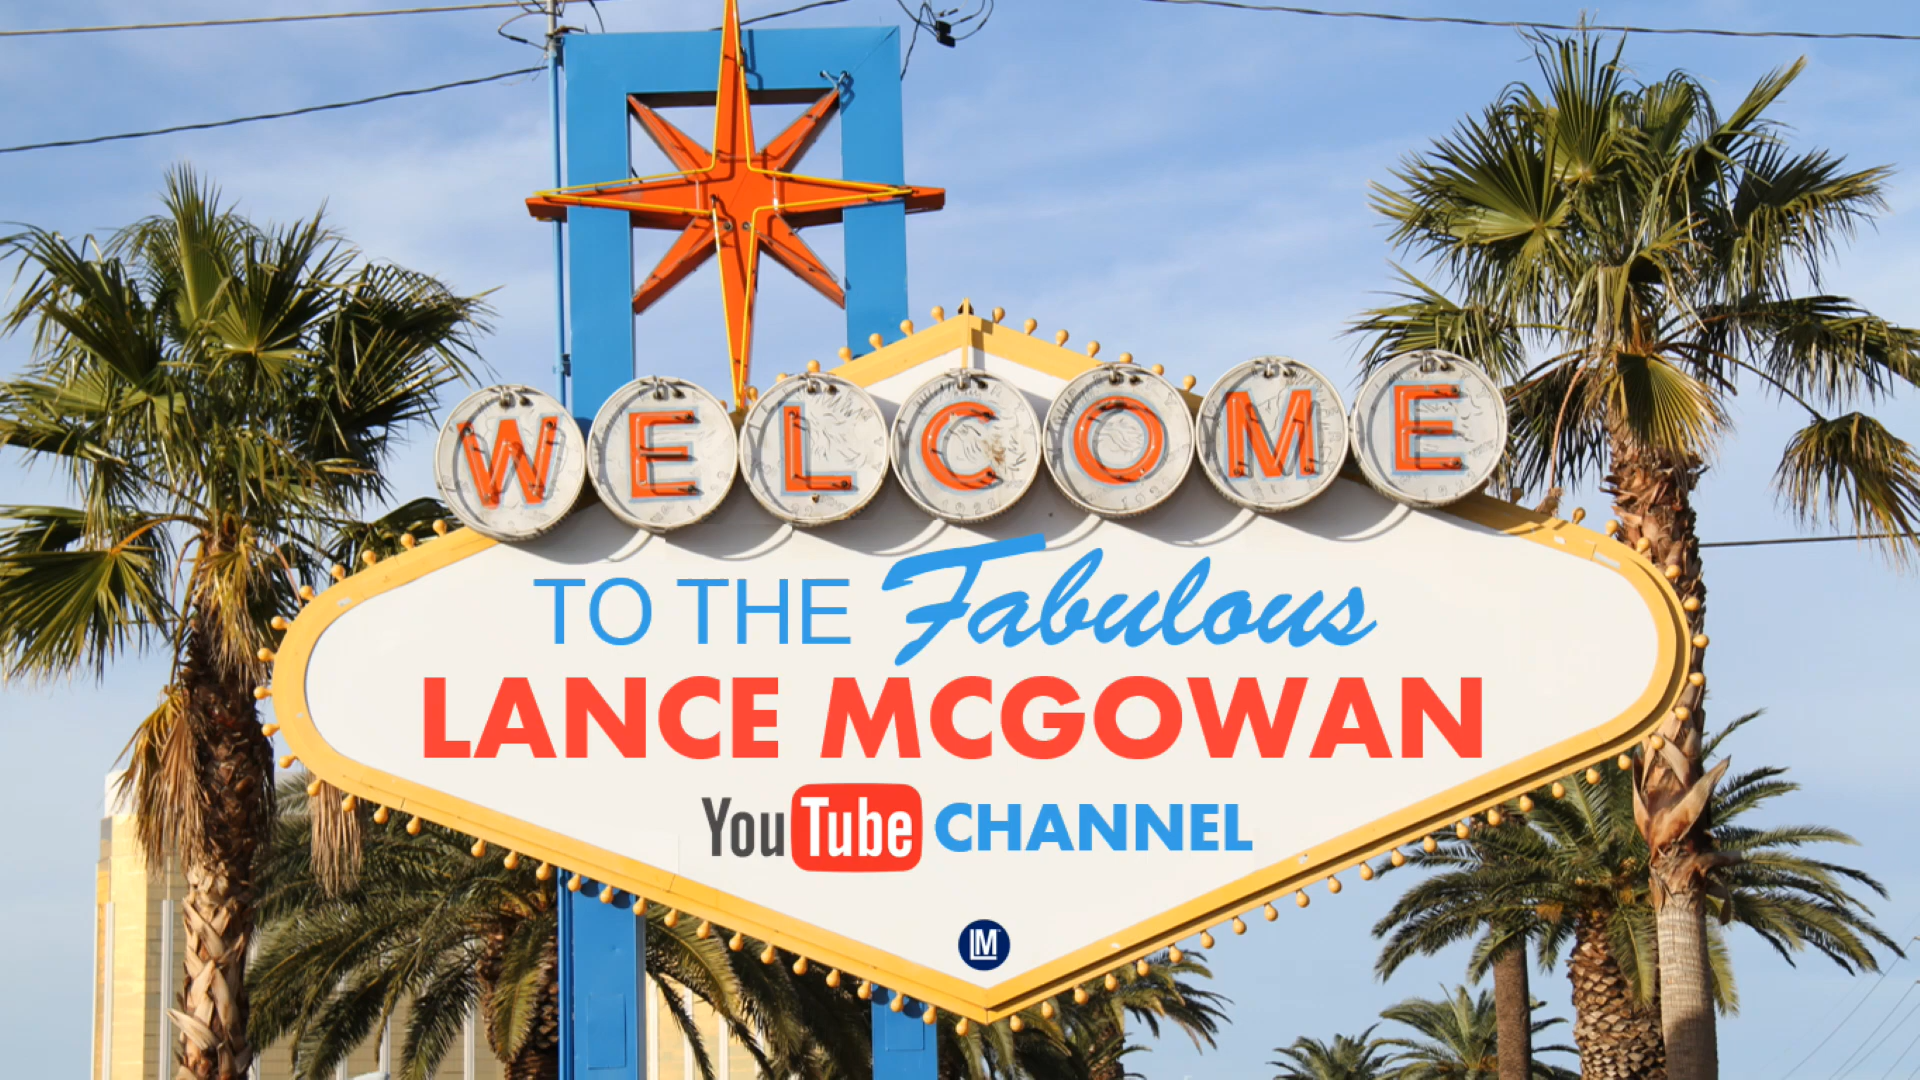 WELCOME
TO THE Fabulous
LANCE MCGOWAN
YouTube CHANNEL
LM